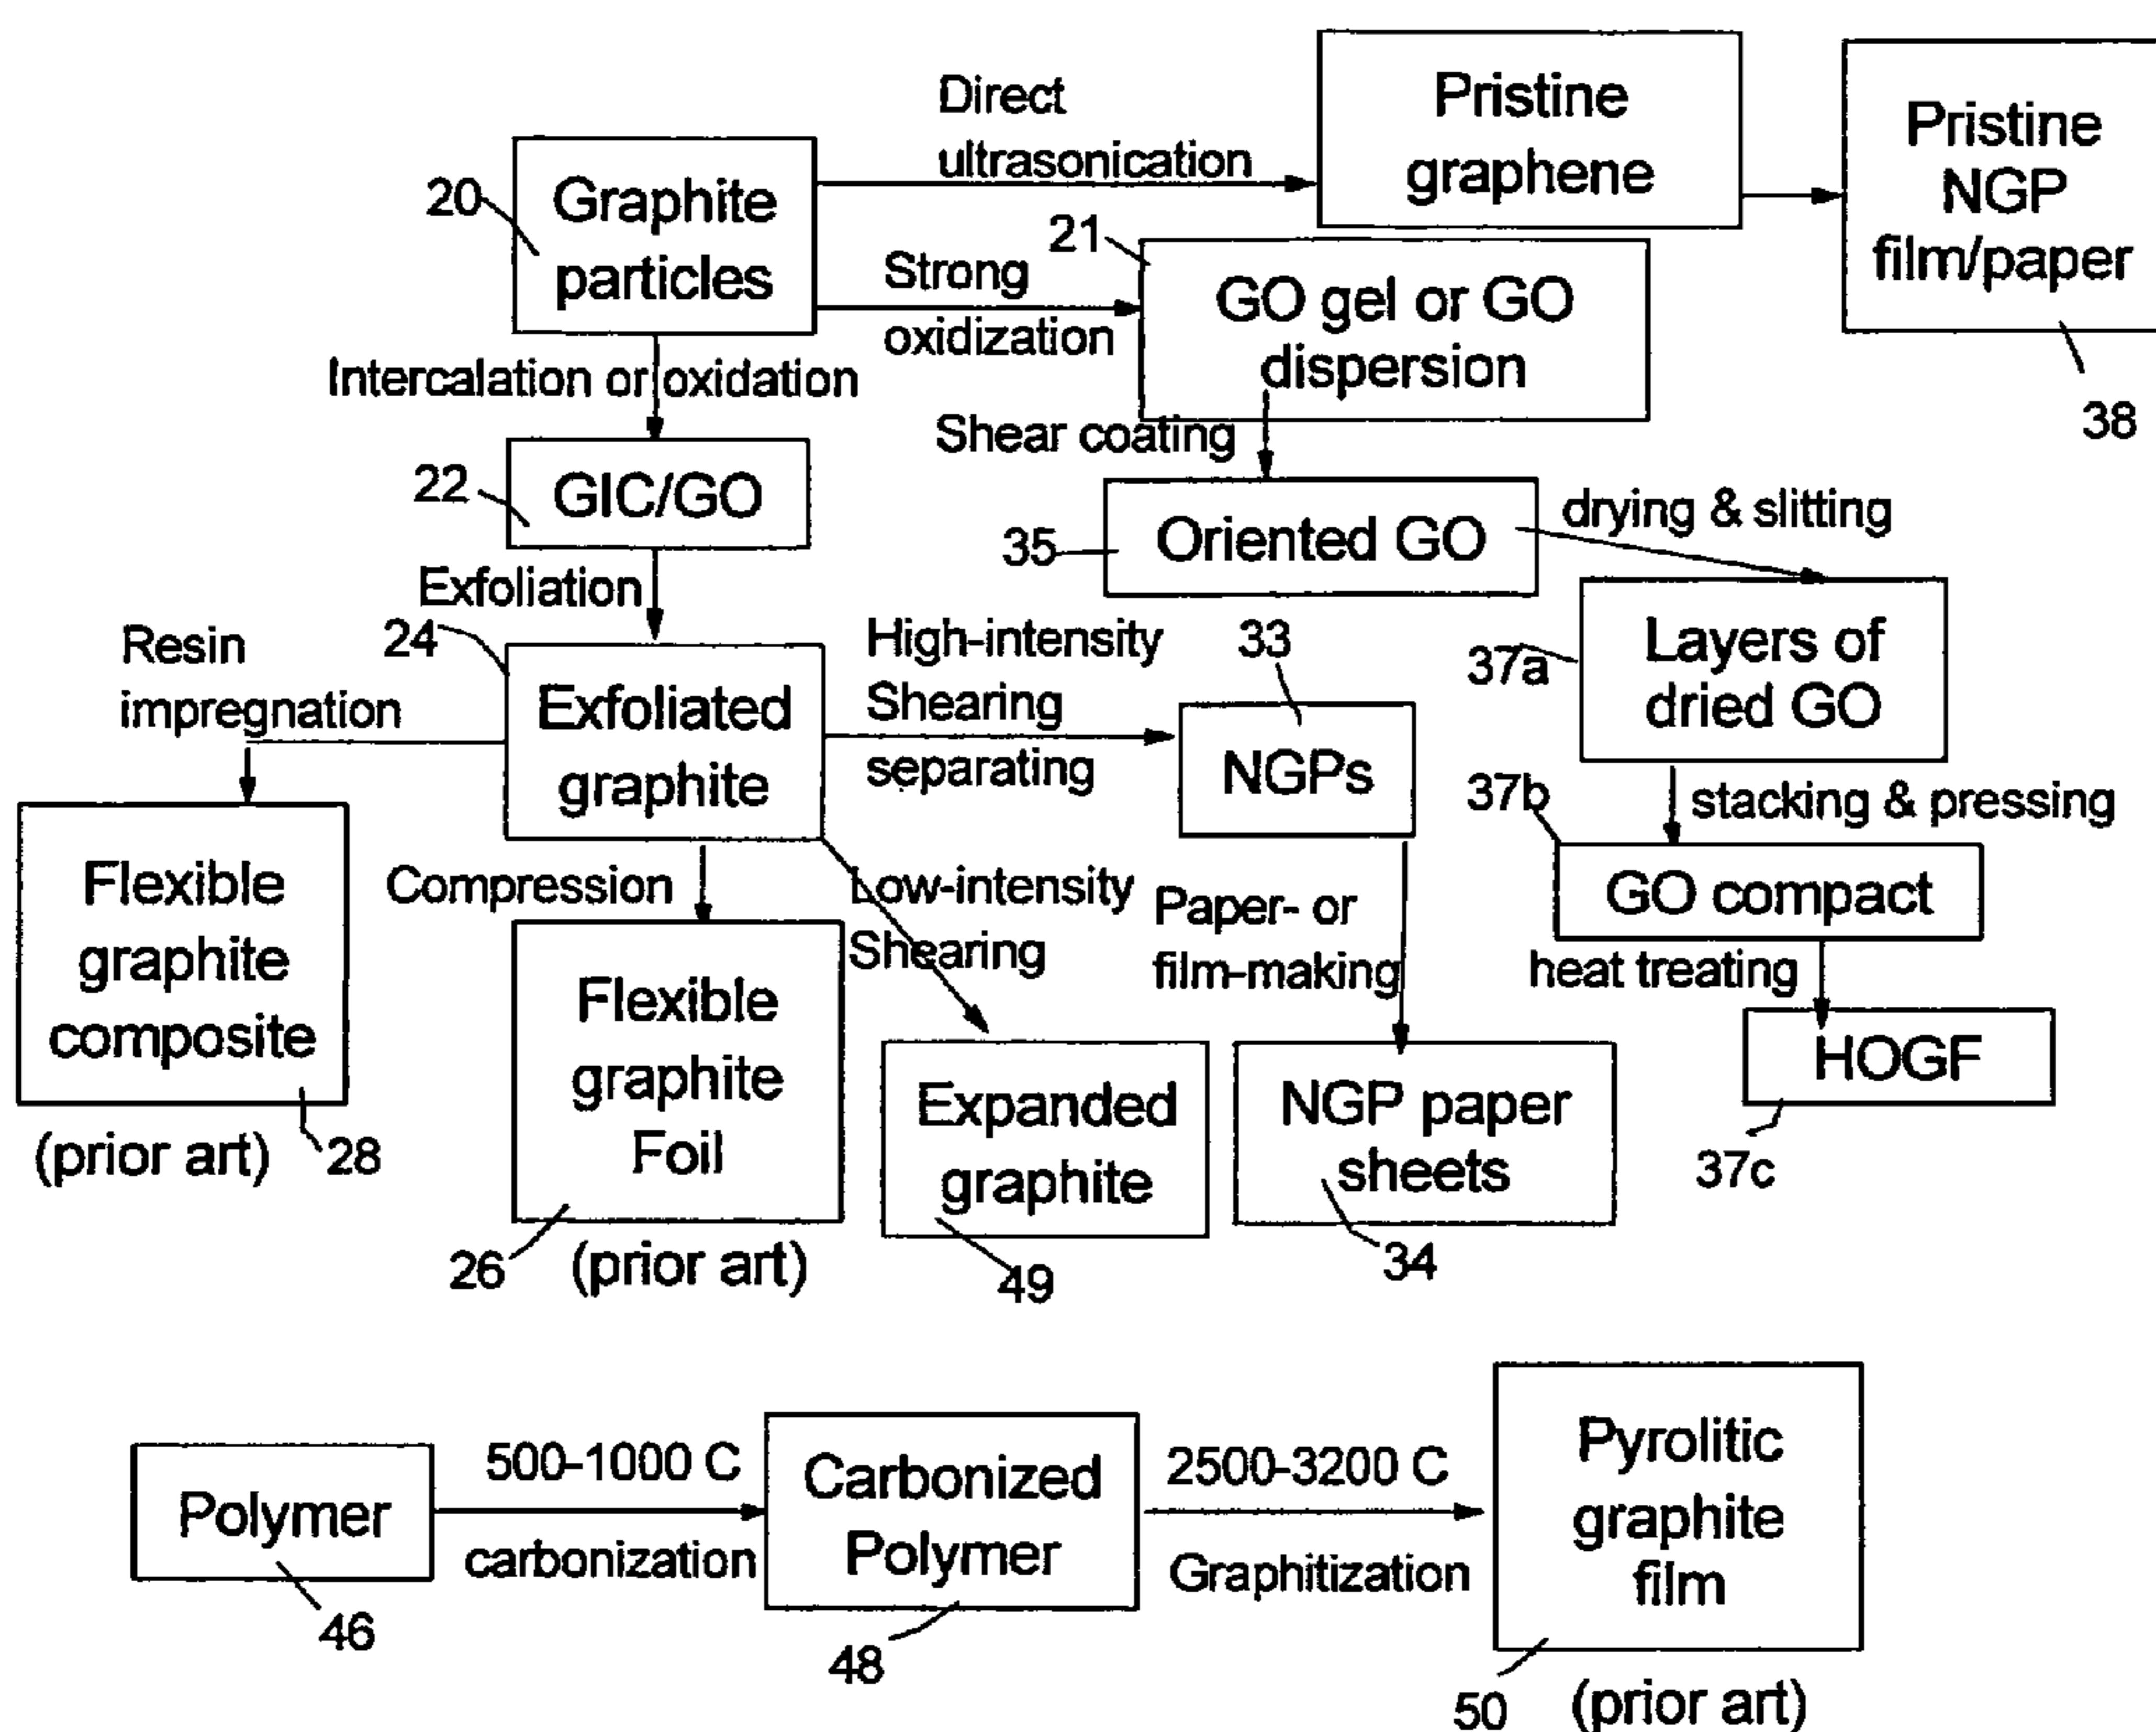 Direct
ultrasonication
Pristine
graphene
Pristine
NGP
film/paper
38
20
Graphite
particles
Strong
oxidization
21
GO gel or GO
dispersion
Intercalation or oxidation
Shear coating
22
GIC/GO
35
Oriented GO
drying & slitting
Exfoliation
24
Exfoliated
graphite
Resin
impregnation
High-intensity
Shearing
separating
33
NGPs
37a
Layers of
dried GO
37b
stacking & pressing
GO compact
heat treating
HOGF
37c
Flexible
graphite
composite
(prior art)
28
Compression
Flexible
graphite
Foil
26
(prior art)
Low-intensity
Shearing
Expanded
graphite
49
Paper- or
film-making
NGP paper
sheets
34
Polymer
46
500-1000 C
carbonization
Carbonized
Polymer
48
2500-3200 C
Graphitization
Pyrolitic
graphite
film
50
(prior art)